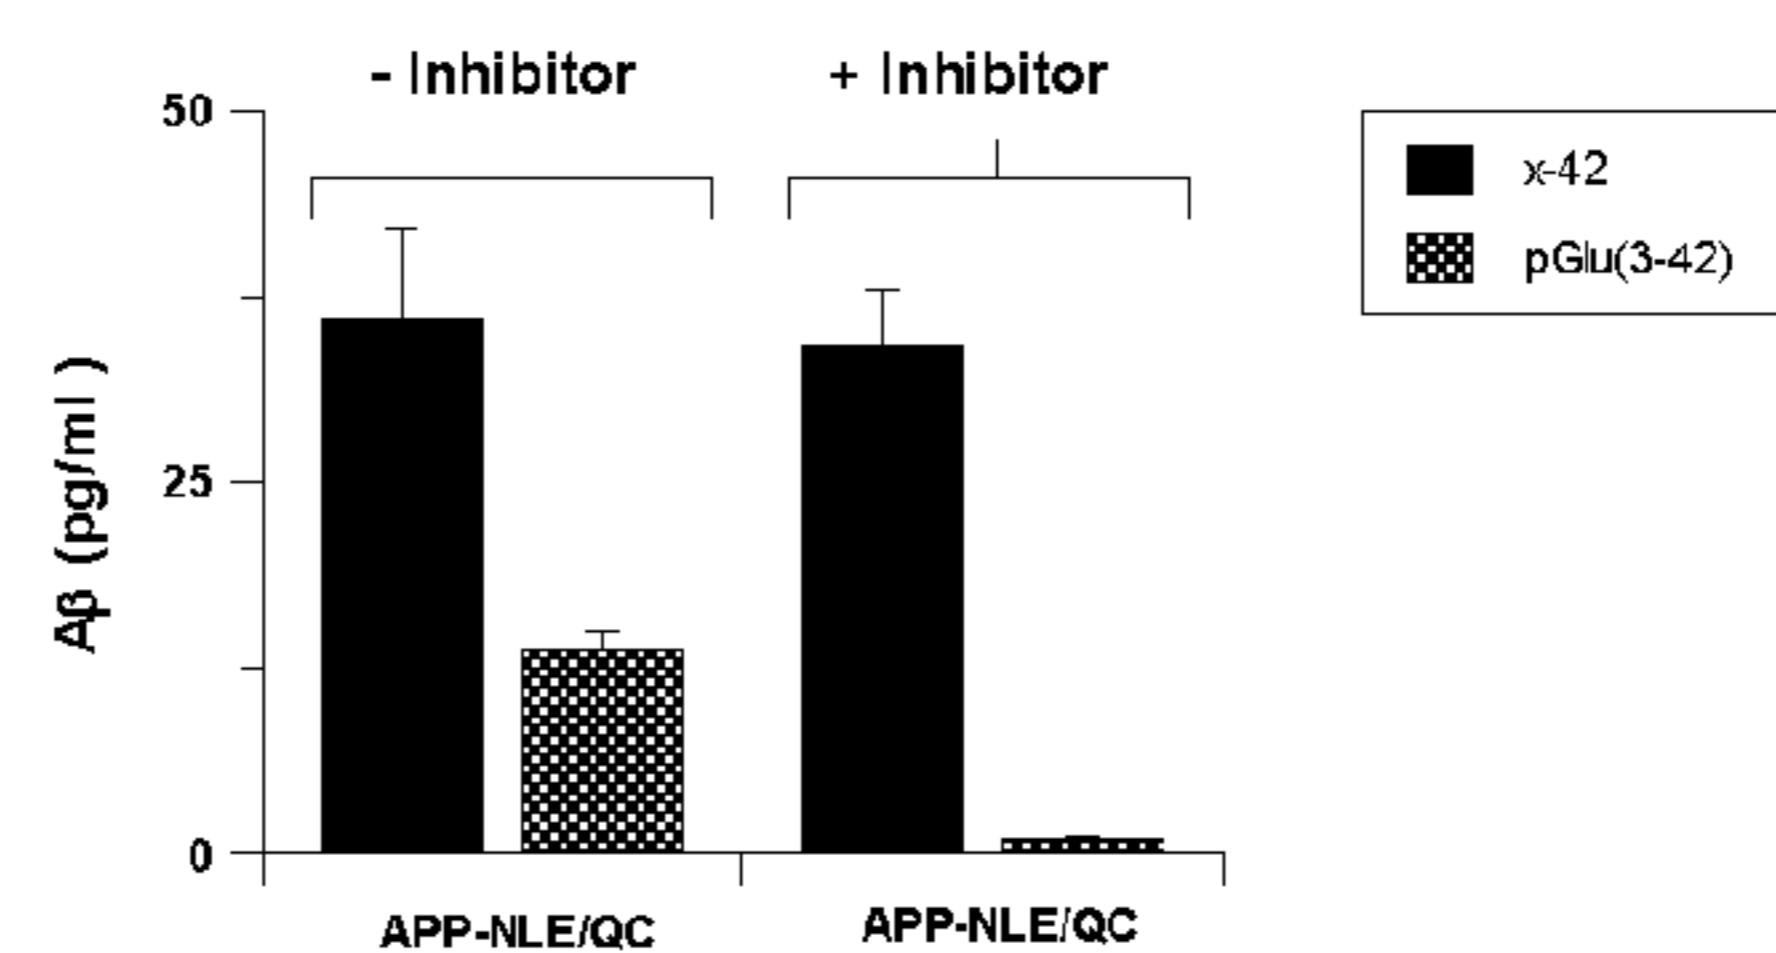 - Inhibitor + Inhibitor
50
25
0
Aβ (pg/ml )
x-42
pGlu(3-42)
APP-NLE/QC APP-NLE/QC